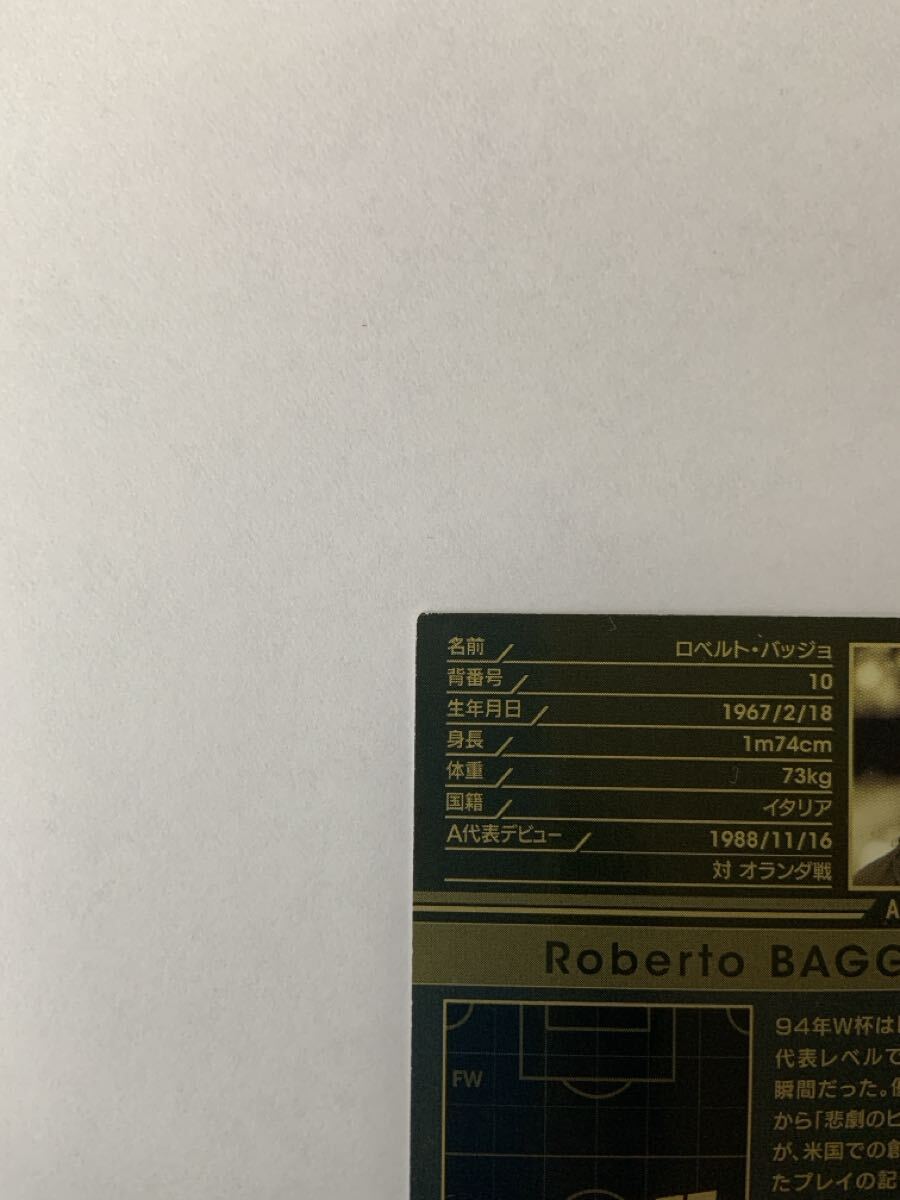 名前 ロベルト・バッジョ
背番号 10
生年月日 1967/2/18
身長 1m74cm
体重 73kg
国籍 イタリア
A代表デビュー 1988/11/16
対 オランダ戦
A
Roberto BAGG
FW
94年W杯は
代表レベルで
瞬間だった。
から「悲劇のヒ
が、米国での創
たプレイの記